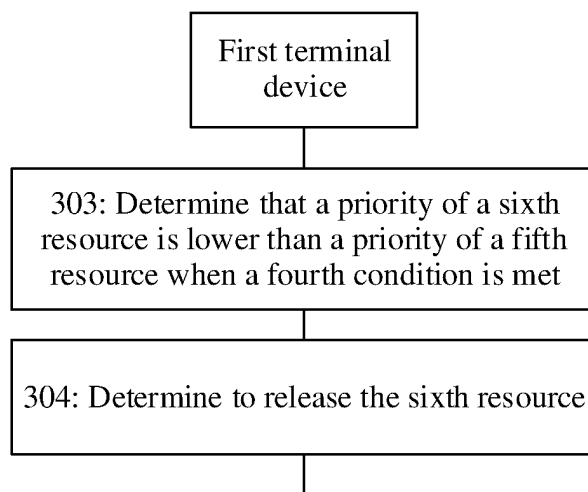 First terminal
device
303: Determine that a priority of a sixth
resource is lower than a priority of a fifth
resource when a fourth condition is met
304: Determine to release the sixth resource